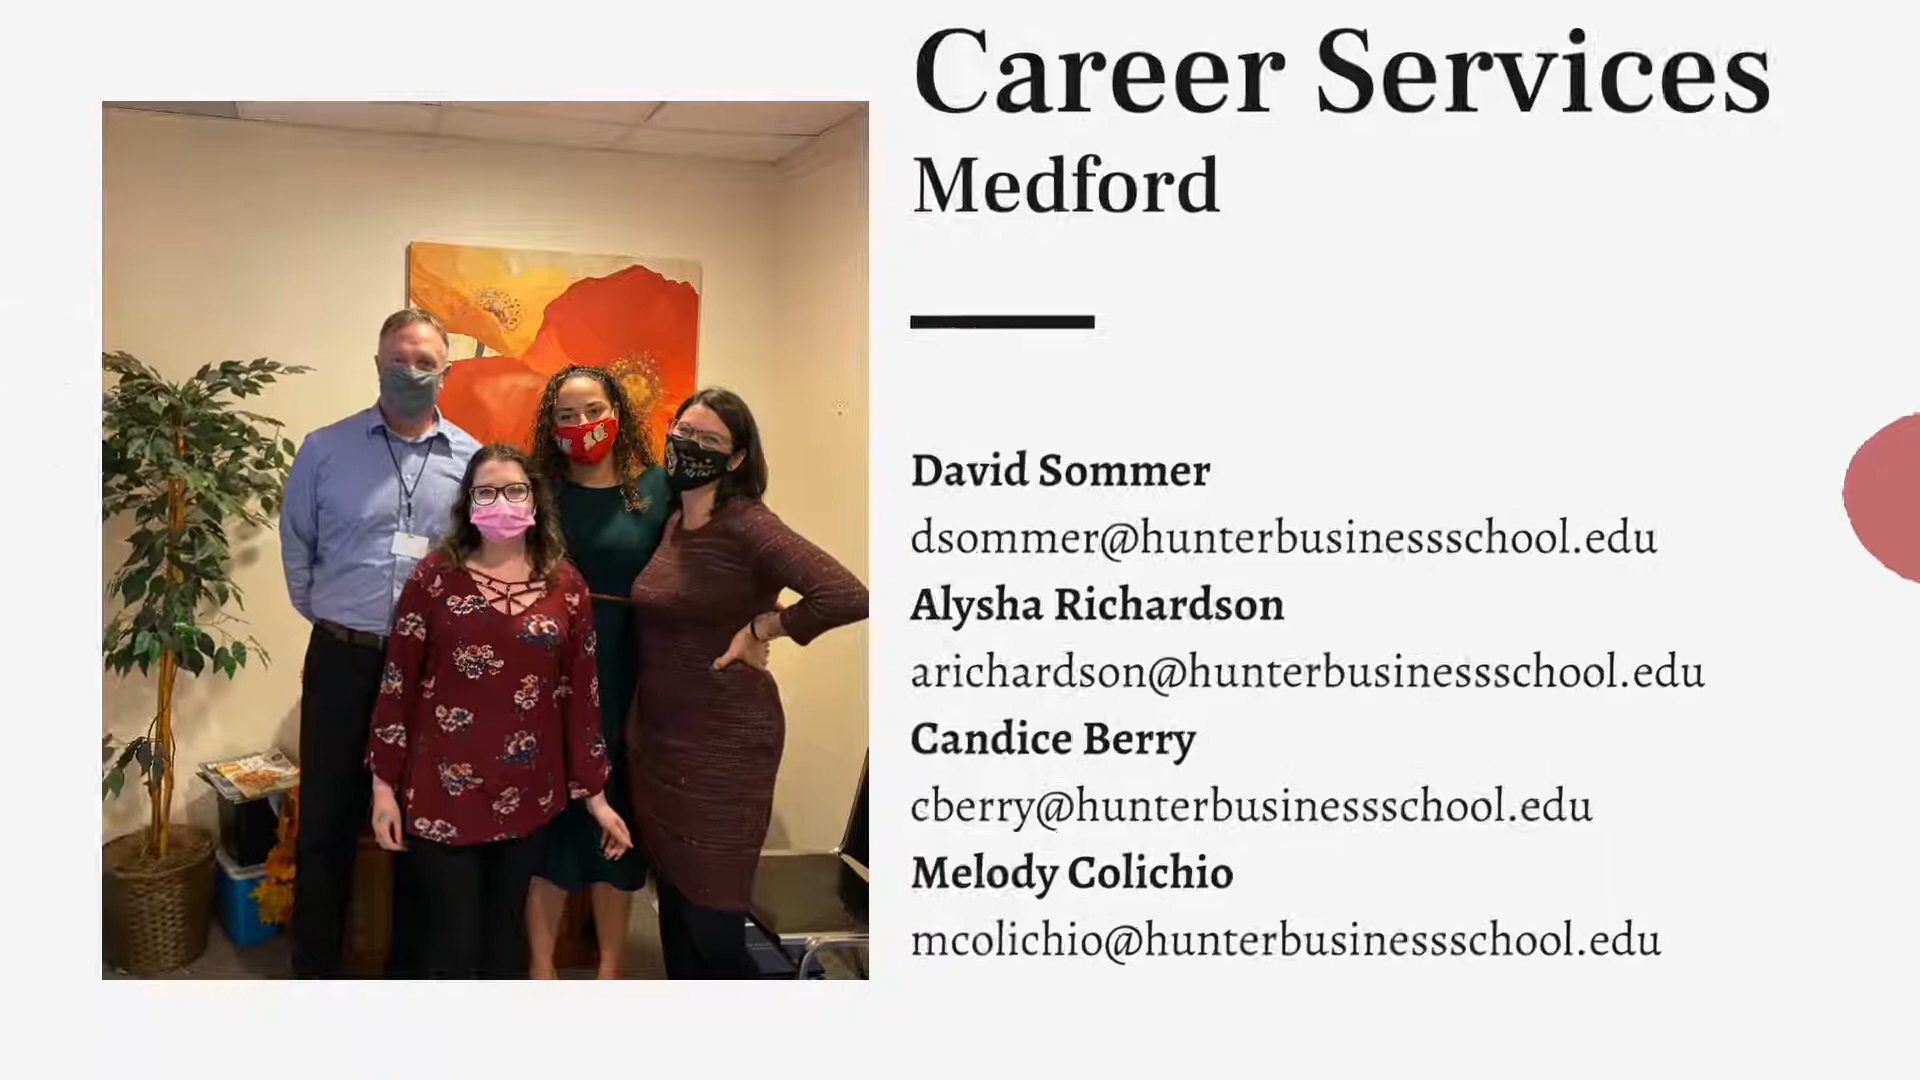 Career Services
Medford
David Sommer
dsommer@hunterbusinessschool.edu
Alysha Richardson
arichardson@hunterbusinessschool.edu
Candice Berry
cberry@hunterbusinessschool.edu
Melody Colichio
mcolichio@hunterbusinessschool.edu